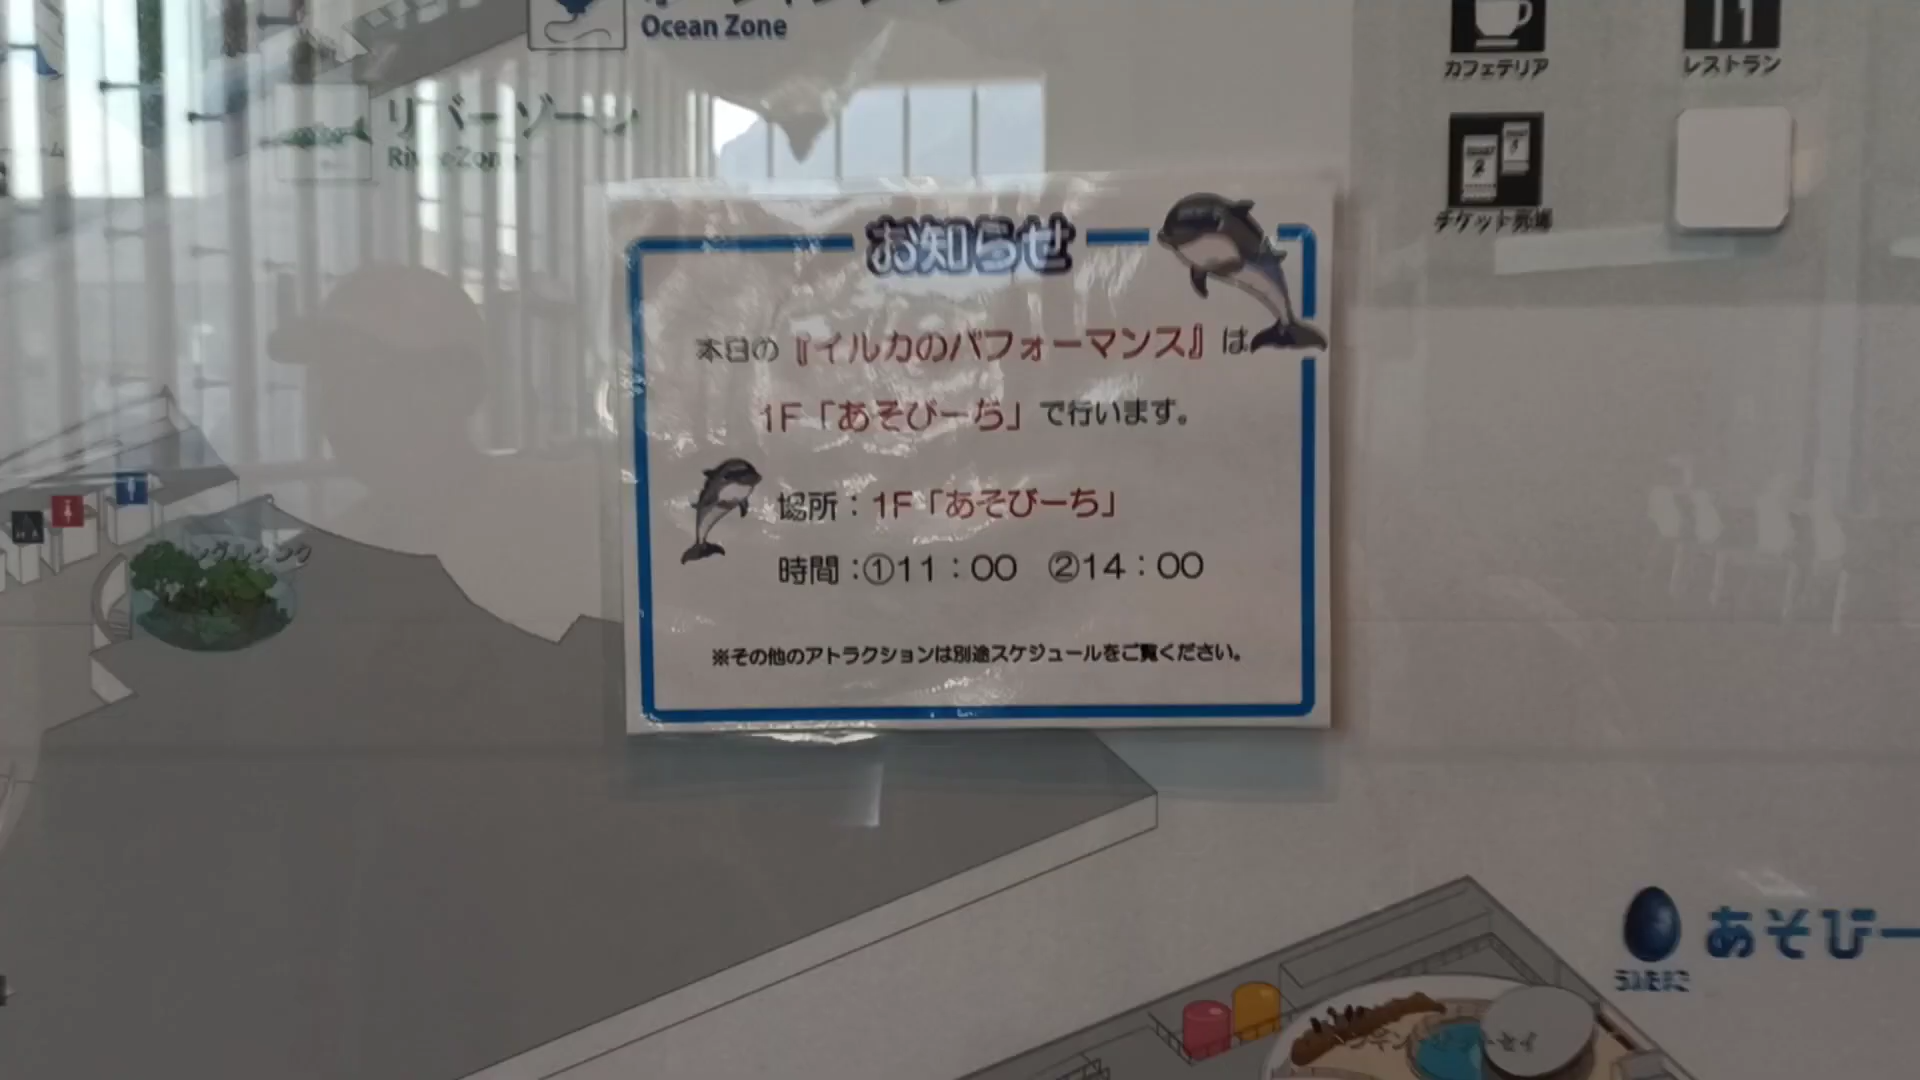 Ocean Zone
カフェテリア
レストラン
リバーゾーン
チケット売場
お知らせ
本日の『イルカのパフォーマンス』は
1F「あそびーち」で行います。
場所：1F「あそびーち」
時間：①11：00 ②14：00
※その他のアトラクションは別途スケジュールをご覧ください。
あそびー